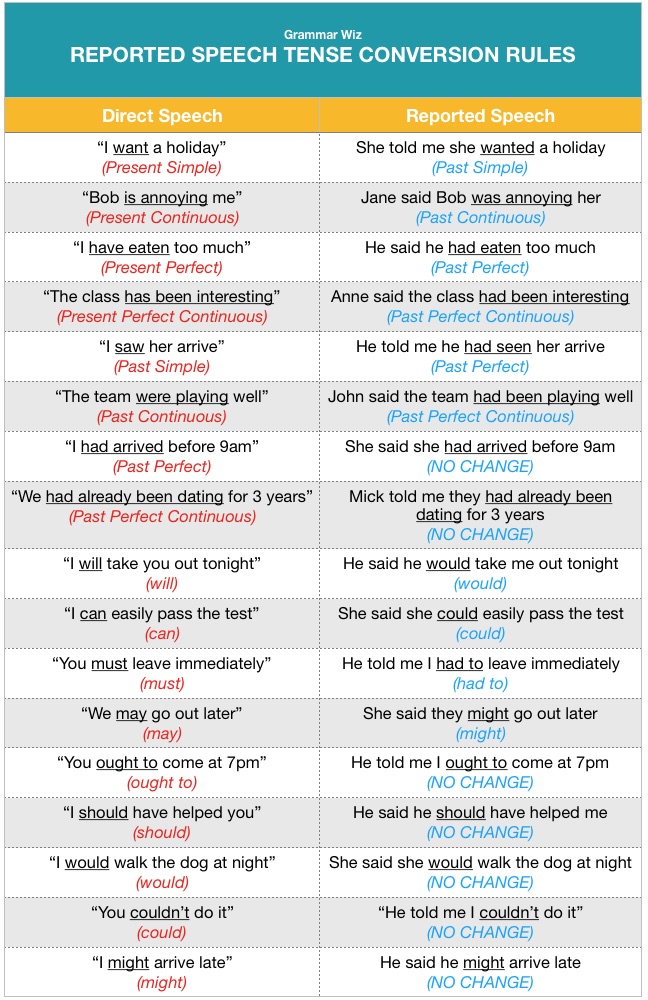 Grammar Wiz
REPORTED SPEECH TENSE CONVERSION RULES
Direct Speech
Reported Speech
“I want a holiday”
(Present Simple)
She told me she wanted a holiday
(Past Simple)
“Bob is annoying me”
(Present Continuous)
Jane said Bob was annoying her
(Past Continuous)
“I have eaten too much”
(Present Perfect)
He said he had eaten too much
(Past Perfect)
“The class has been interesting”
(Present Perfect Continuous)
Anne said the class had been interesting
(Past Perfect Continuous)
“I saw her arrive”
(Past Simple)
He told me he had seen her arrive
(Past Perfect)
“The team were playing well”
(Past Continuous)
John said the team had been playing well
(Past Perfect Continuous)
“I had arrived before 9am”
(Past Perfect)
She said she had arrived before 9am
(NO CHANGE)
“We had already been dating for 3 years”
(Past Perfect Continuous)
Mick told me they had already been
dating for 3 years
(NO CHANGE)
“I will take you out tonight”
(will)
He said he would take me out tonight
(would)
“I can easily pass the test”
(can)
She said she could easily pass the test
(could)
“You must leave immediately”
(must)
He told me I had to leave immediately
(had to)
“We may go out later”
(may)
She said they might go out later
(might)
“You ought to come at 7pm”
(ought to)
He told me I ought to come at 7pm
(NO CHANGE)
“I should have helped you”
(should)
He said he should have helped me
(NO CHANGE)
“I would walk the dog at night”
(would)
She said she would walk the dog at night
(NO CHANGE)
“You couldn’t do it”
(could)
“He told me I couldn’t do it”
(NO CHANGE)
“I might arrive late”
(might)
He said he might arrive late
(NO CHANGE)